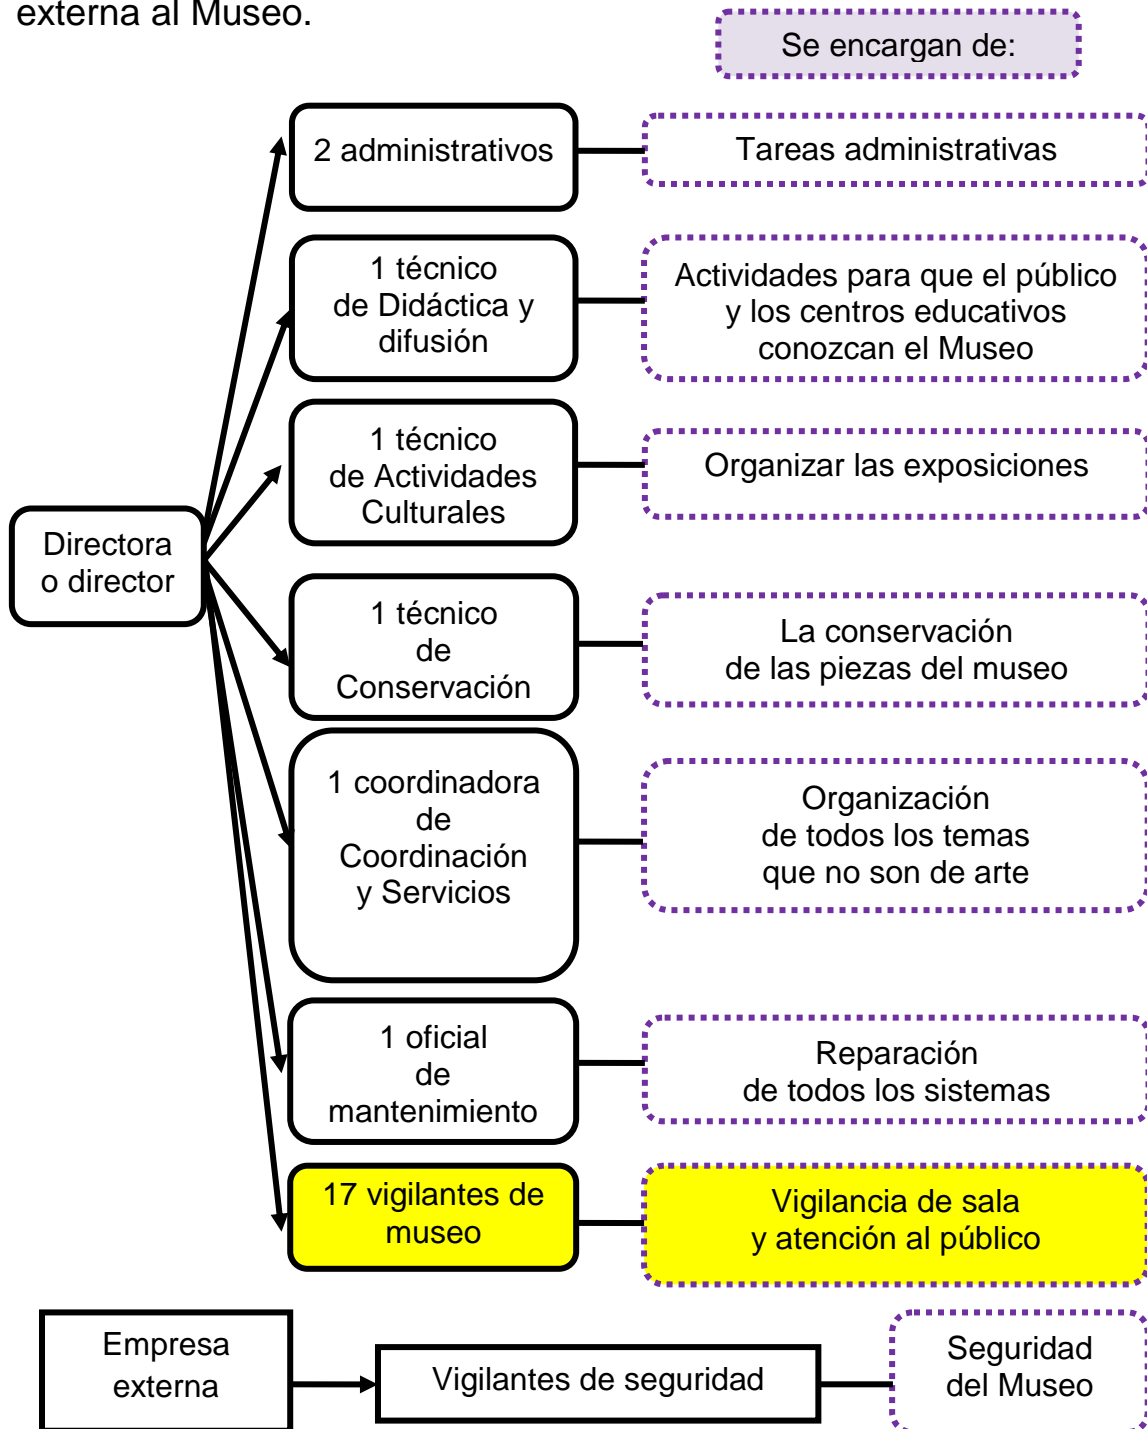 externa al Museo.
Se encargan de:
2 administrativos
Tareas administrativas
1 técnico
de Didáctica y
difusión
Actividades para que el público
y los centros educativos
conozcan el Museo
1 técnico
de Actividades
Culturales
Organizar las exposiciones
Directora
o director
1 técnico
de
Conservación
La conservación
de las piezas del museo
1 coordinadora
de
Coordinación
y Servicios
Organización
de todos los temas
que no son de arte
1 oficial
de
mantenimiento
Reparación
de todos los sistemas
17 vigilantes de
museo
Vigilancia de sala
y atención al público
Empresa
externa
Vigilantes de seguridad
Seguridad
del Museo